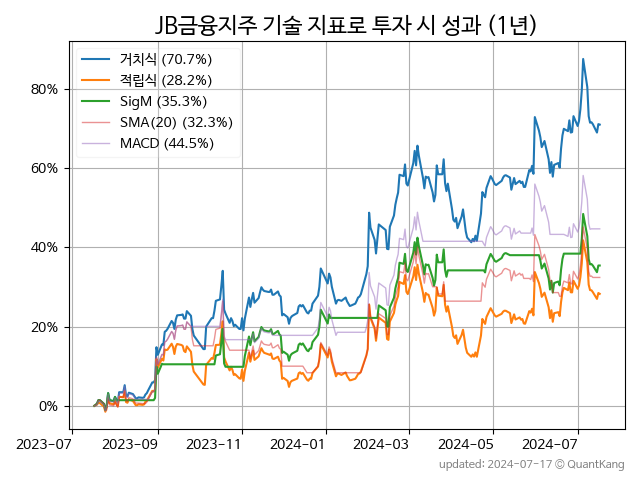 JB금융지주 기술 지표로 투자 시 성과 (1년)
거치식 (70.7%)
적립식 (28.2%)
SigM (35.3%)
SMA(20) (32.3%)
MACD (44.5%)
80%
60%
40%
20%
0%
2023-07 2023-09 2023-11 2024-01 2024-03 2024-05 2024-07
updated: 2024-07-17 © QuantKang